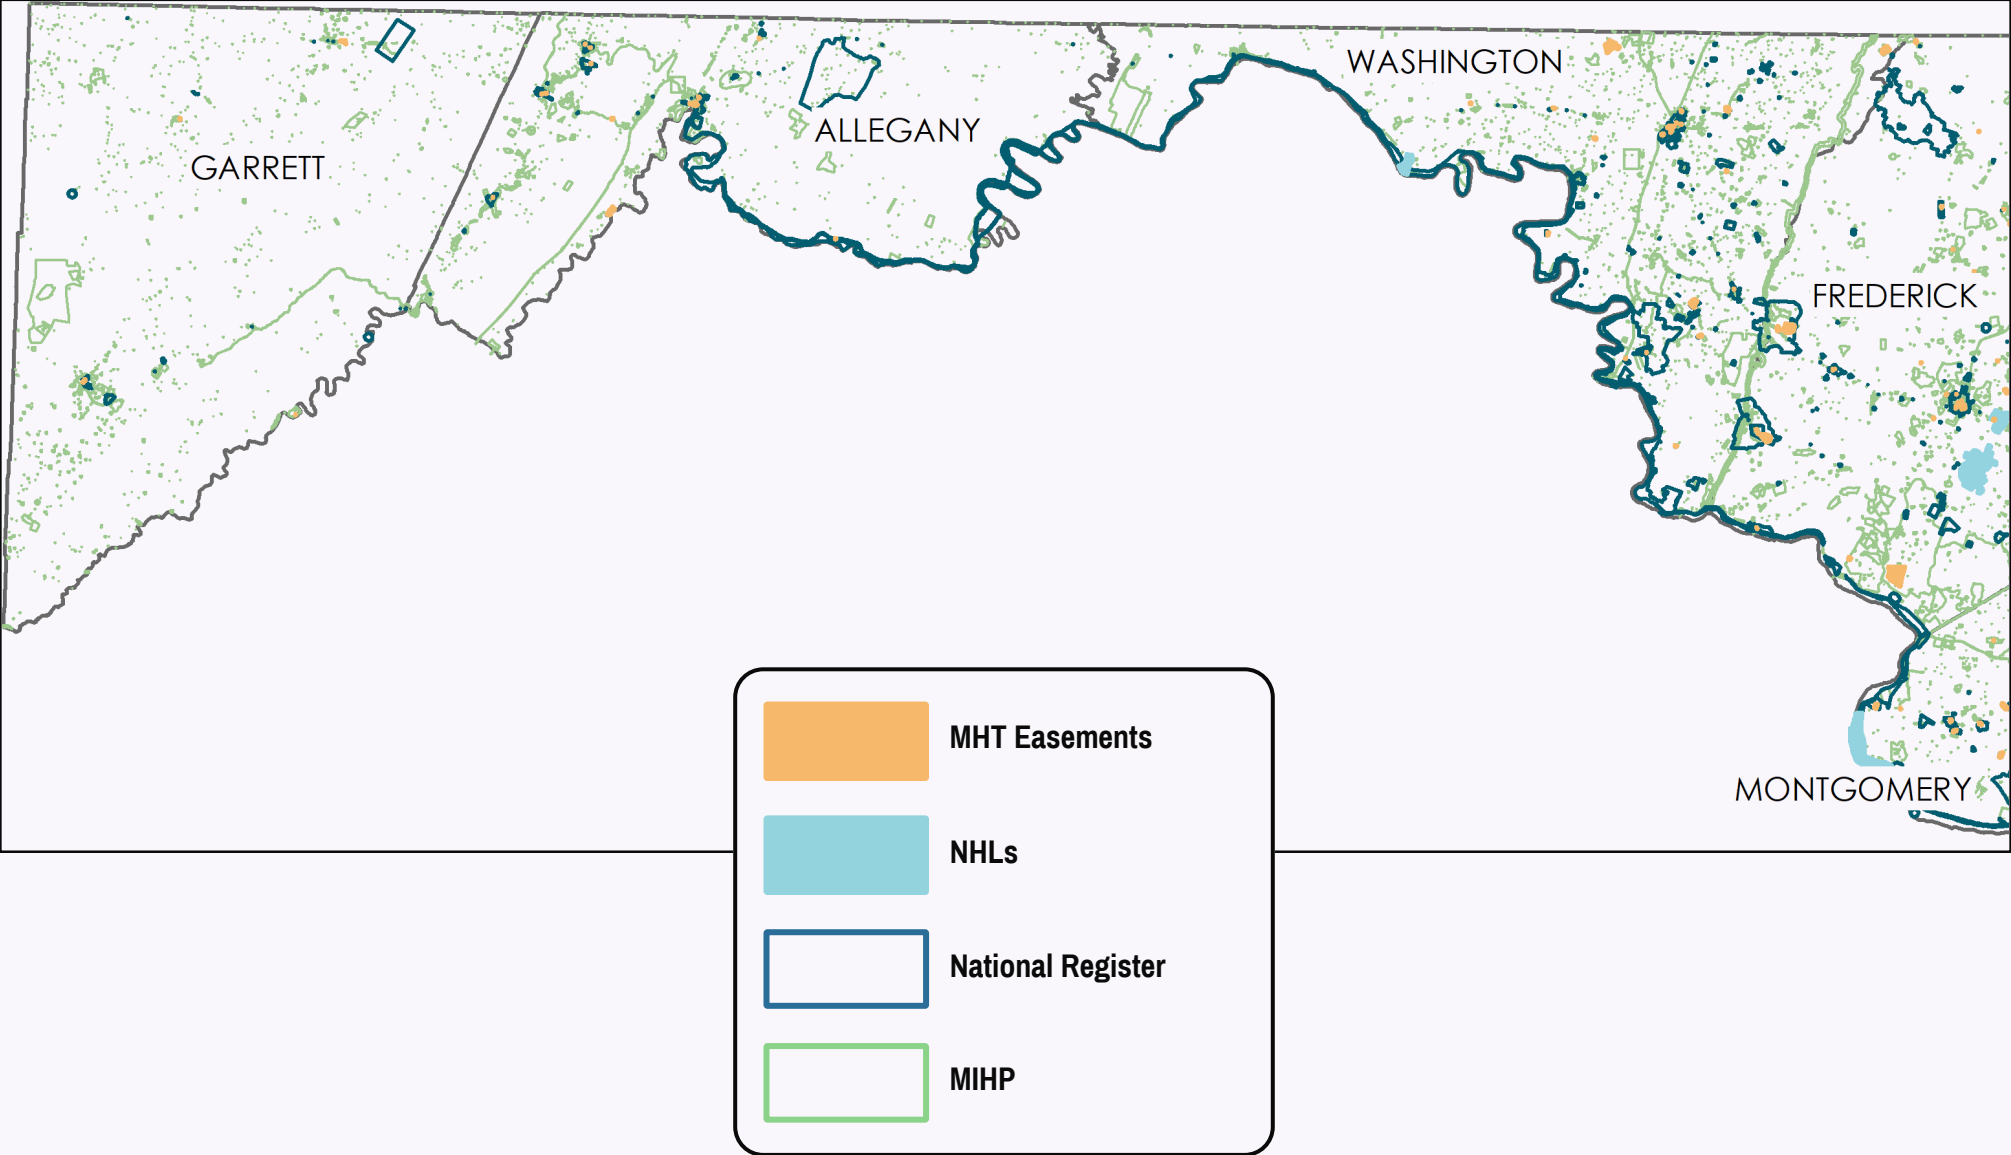 WASHINGTON
ALLEGANY
GARRETT
FREDERICK
MONTGOMERY
MHT Easements
NHLs
National Register
MIHP